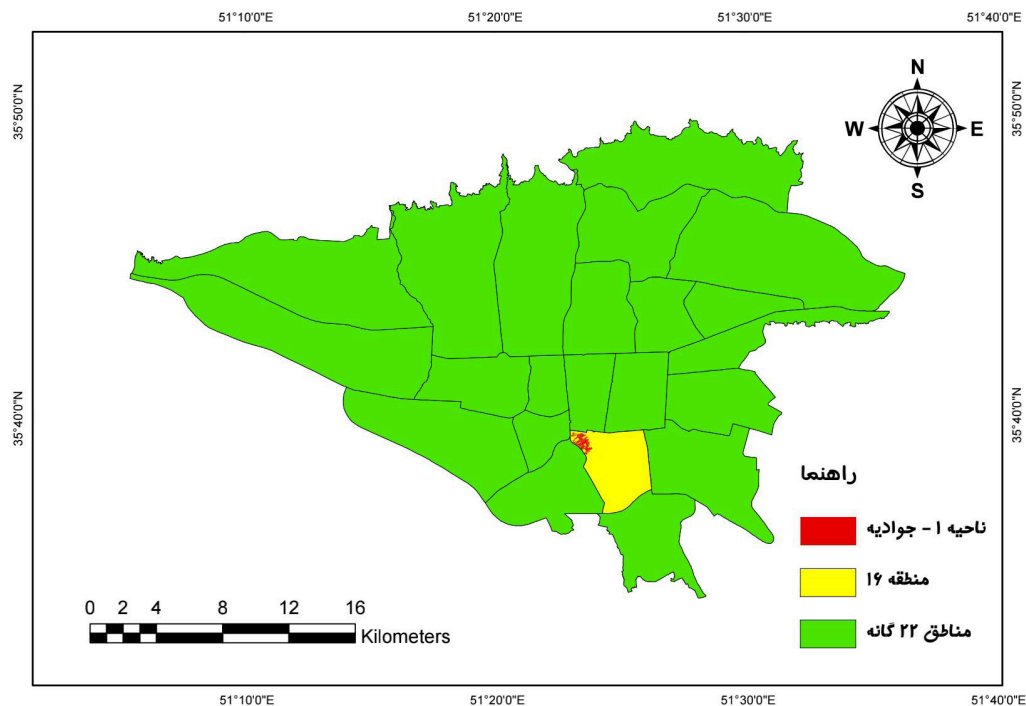 51°10'0"E 51°20'0"E 51°30'0"E 51°40'0"E
35°50'0"N
35°50'0"N
N
W E
S
35°40'0"N
35°40'0"N
راهنما
ناحیه ۱ - جوادیه
منطقه ۱۶
مناطق ۲۲ گانه
0 2 4 8 12 16
Kilometers
51°10'0"E 51°20'0"E 51°30'0"E 51°40'0"E